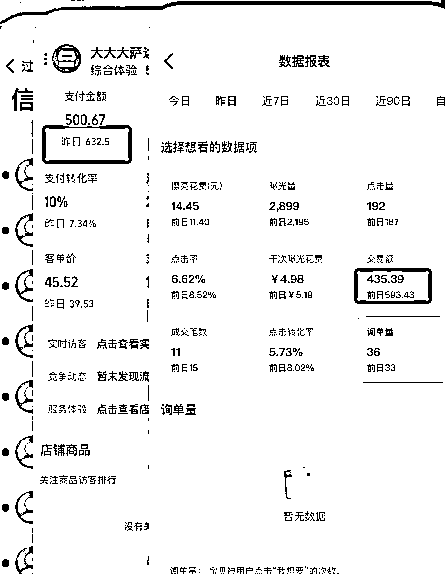 过
信
大大大萨达
综合体验
支付金额
500.67
昨日 632.5
支付转化率
10%
昨日 7.34%
客单价
45.52
昨日 39.53
实时访客 点击查看实
竞争动态 暂未发现流
服务体验 点击查看店
店铺商品
关注商品访客排行
没有关
数据报表
今日 昨日 近7日 近30日 近90日 自
选择想看的数据项
曝光量 点击量
14.45 2,899 192
前日11.40 前日2,195 前日187
点击率 千次曝光花费 交易额
6.62% ¥4.98 435.39
前日8.52% 前日¥5.19 前日593.43
成交笔数 点击转化率 询单量
11 5.73% 36
前日15 前日8.02% 前日33
询单量
暂无数据
询单量: 宝贝被用户点击“我想要”的次数。